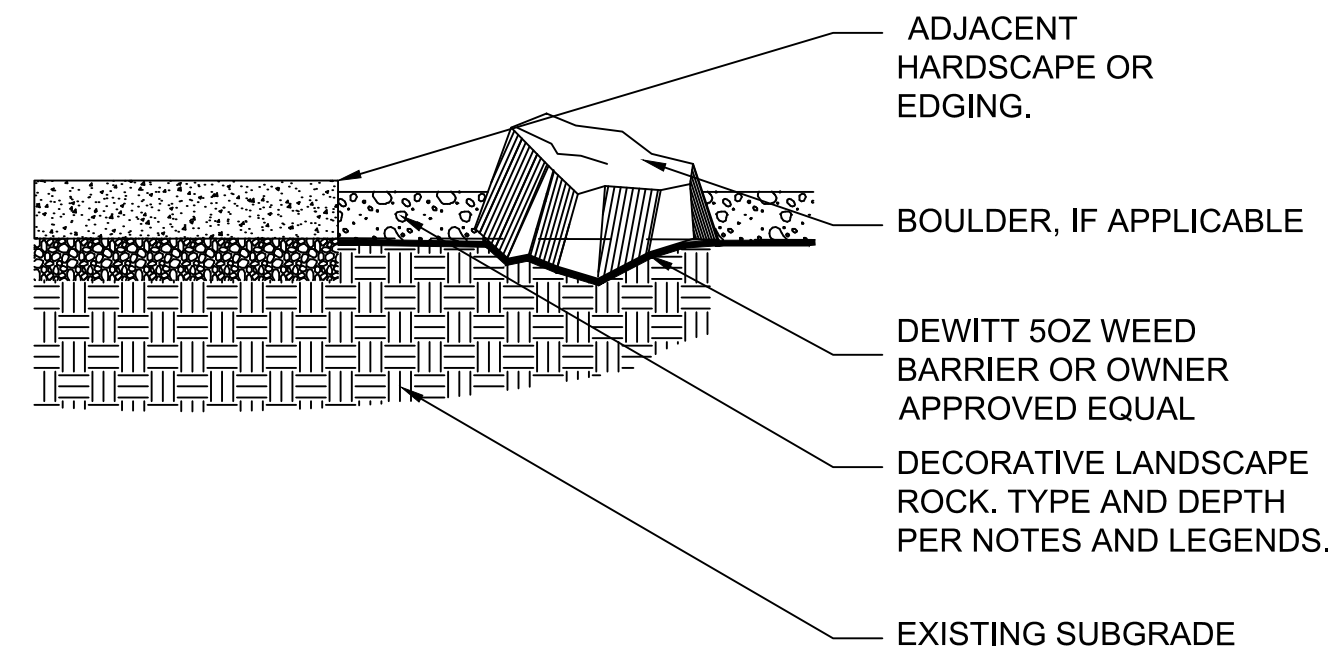 ADJACENT
HARDSCAPE OR
EDGING.
BOULDER, IF APPLICABLE
DEWITT 5OZ WEED
BARRIER OR OWNER
APPROVED EQUAL
DECORATIVE LANDSCAPE
ROCK. TYPE AND DEPTH
PER NOTES AND LEGENDS.
EXISTING SUBGRADE